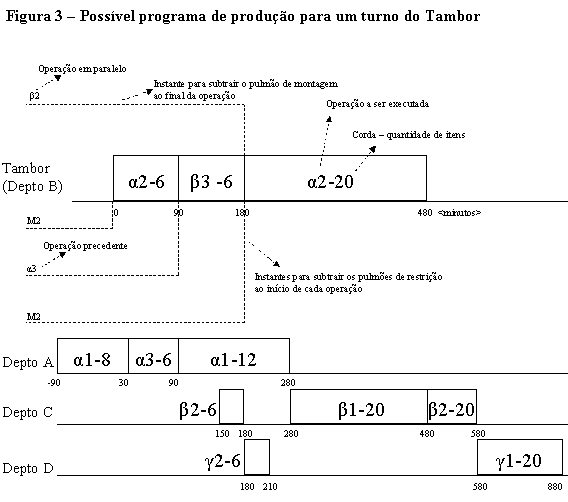 Figura 3 – Possível programa de produção para um turno do Tambor
Operação em paralelo
β2
Instante para subtrair o pulmão de montagem
ao final da operação
Operação a ser executada
Corda – quantidade de itens
Tambor
(Depto B)
α2-6 β3 -6 α2-20
0 90 180 480 <minutos>
M2
Operação precedente
α3
Instantes para subtrair os pulmões de restrição
ao início de cada operação
M2
Depto A α1-8 α3-6 α1-12
-90 30 90 280
Depto C β2-6 β1-20 β2-20
150 180 280 480 580
Depto D γ2-6 γ1-20
180 210 580 880